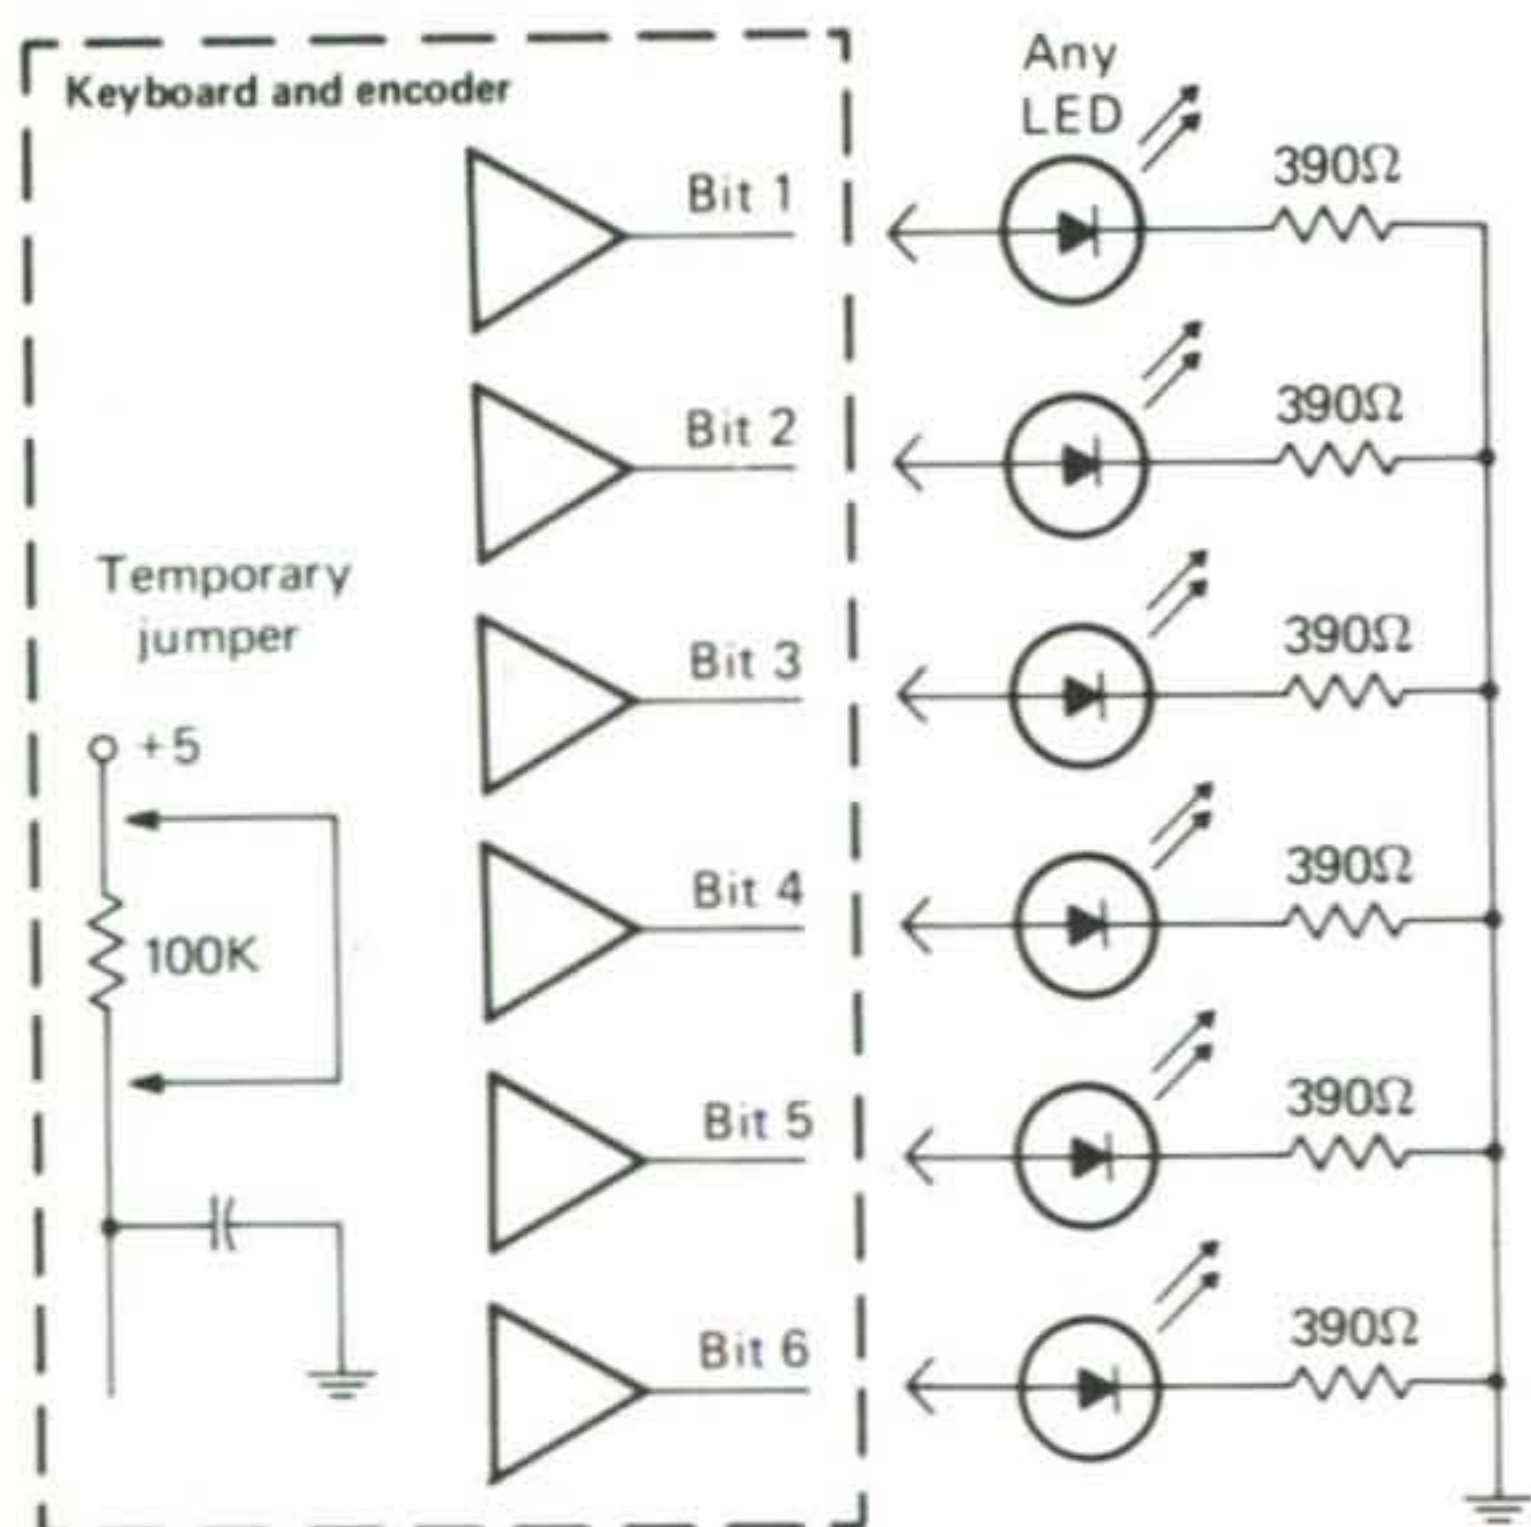 Keyboard and encoder
Any
LED
Bit 1
390Ω
Bit 2
390Ω
Temporary
jumper
Bit 3
390Ω
+5
Bit 4
390Ω
100K
Bit 5
390Ω
Bit 6
390Ω